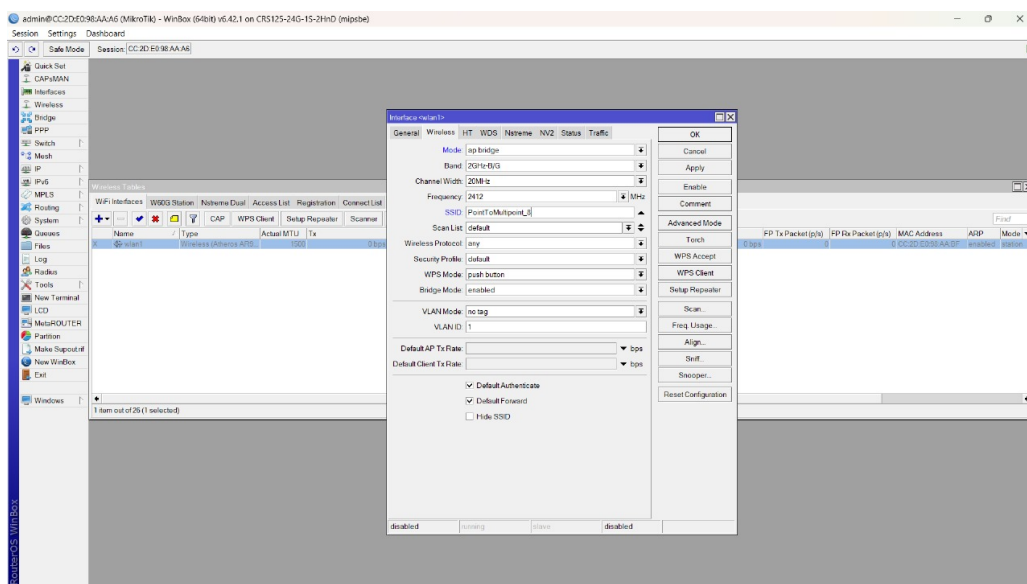 admin@CC:2D:E0:98:AA:A6 (MikroTik) - WinBox (64bit) v6.42.1 on CRS125-24G-1S-2HnD (mipsbe)
Session Settings Dashboard
Safe Mode Session: CC:2D:E0:98:AA:A6
Quick Set
CAPsMAN
Interfaces
Wireless
Bridge
PPP
Switch
Mesh
IP
IPv6
MPLS
Routing
System
Queues
Files
Log
Radius
Tools
New Terminal
LCD
MetaROUTER
Partition
Make Supout.rif
New WinBox
Exit
Windows
RouterOS WinBox
Wireless Tables
WiFi Interfaces W60G Station Nstreme Dual Access List Registration Connect List
CAP WPS Client Setup Repeater Scanner
Find
Name Type Actual MTU Tx FP Tx Packet (p/s) FP Rx Packet (p/s) MAC Address ARP Mode
X wlan1 Wireless (Atheros AR9... 1500 0 bps 0 bps 0 0 CC:2D:E0:98:AA:BF enabled station
1 item out of 26 (1 selected)
Interface <wlan1>
General Wireless HT WDS Nstreme NV2 Status Traffic
Mode: ap bridge
Band: 2GHz-B/G
Channel Width: 20MHz
Frequency: 2412 MHz
SSID: PointToMultipoint_8
Scan List: default
Wireless Protocol: any
Security Profile: default
WPS Mode: push button
Bridge Mode: enabled
VLAN Mode: no tag
VLAN ID: 1
Default AP Tx Rate: bps
Default Client Tx Rate: bps
Default Authenticate
Default Forward
Hide SSID
OK
Cancel
Apply
Enable
Comment
Advanced Mode
Torch
WPS Accept
WPS Client
Setup Repeater
Scan...
Freq. Usage...
Align...
Sniff...
Snooper...
Reset Configuration
disabled running slave disabled